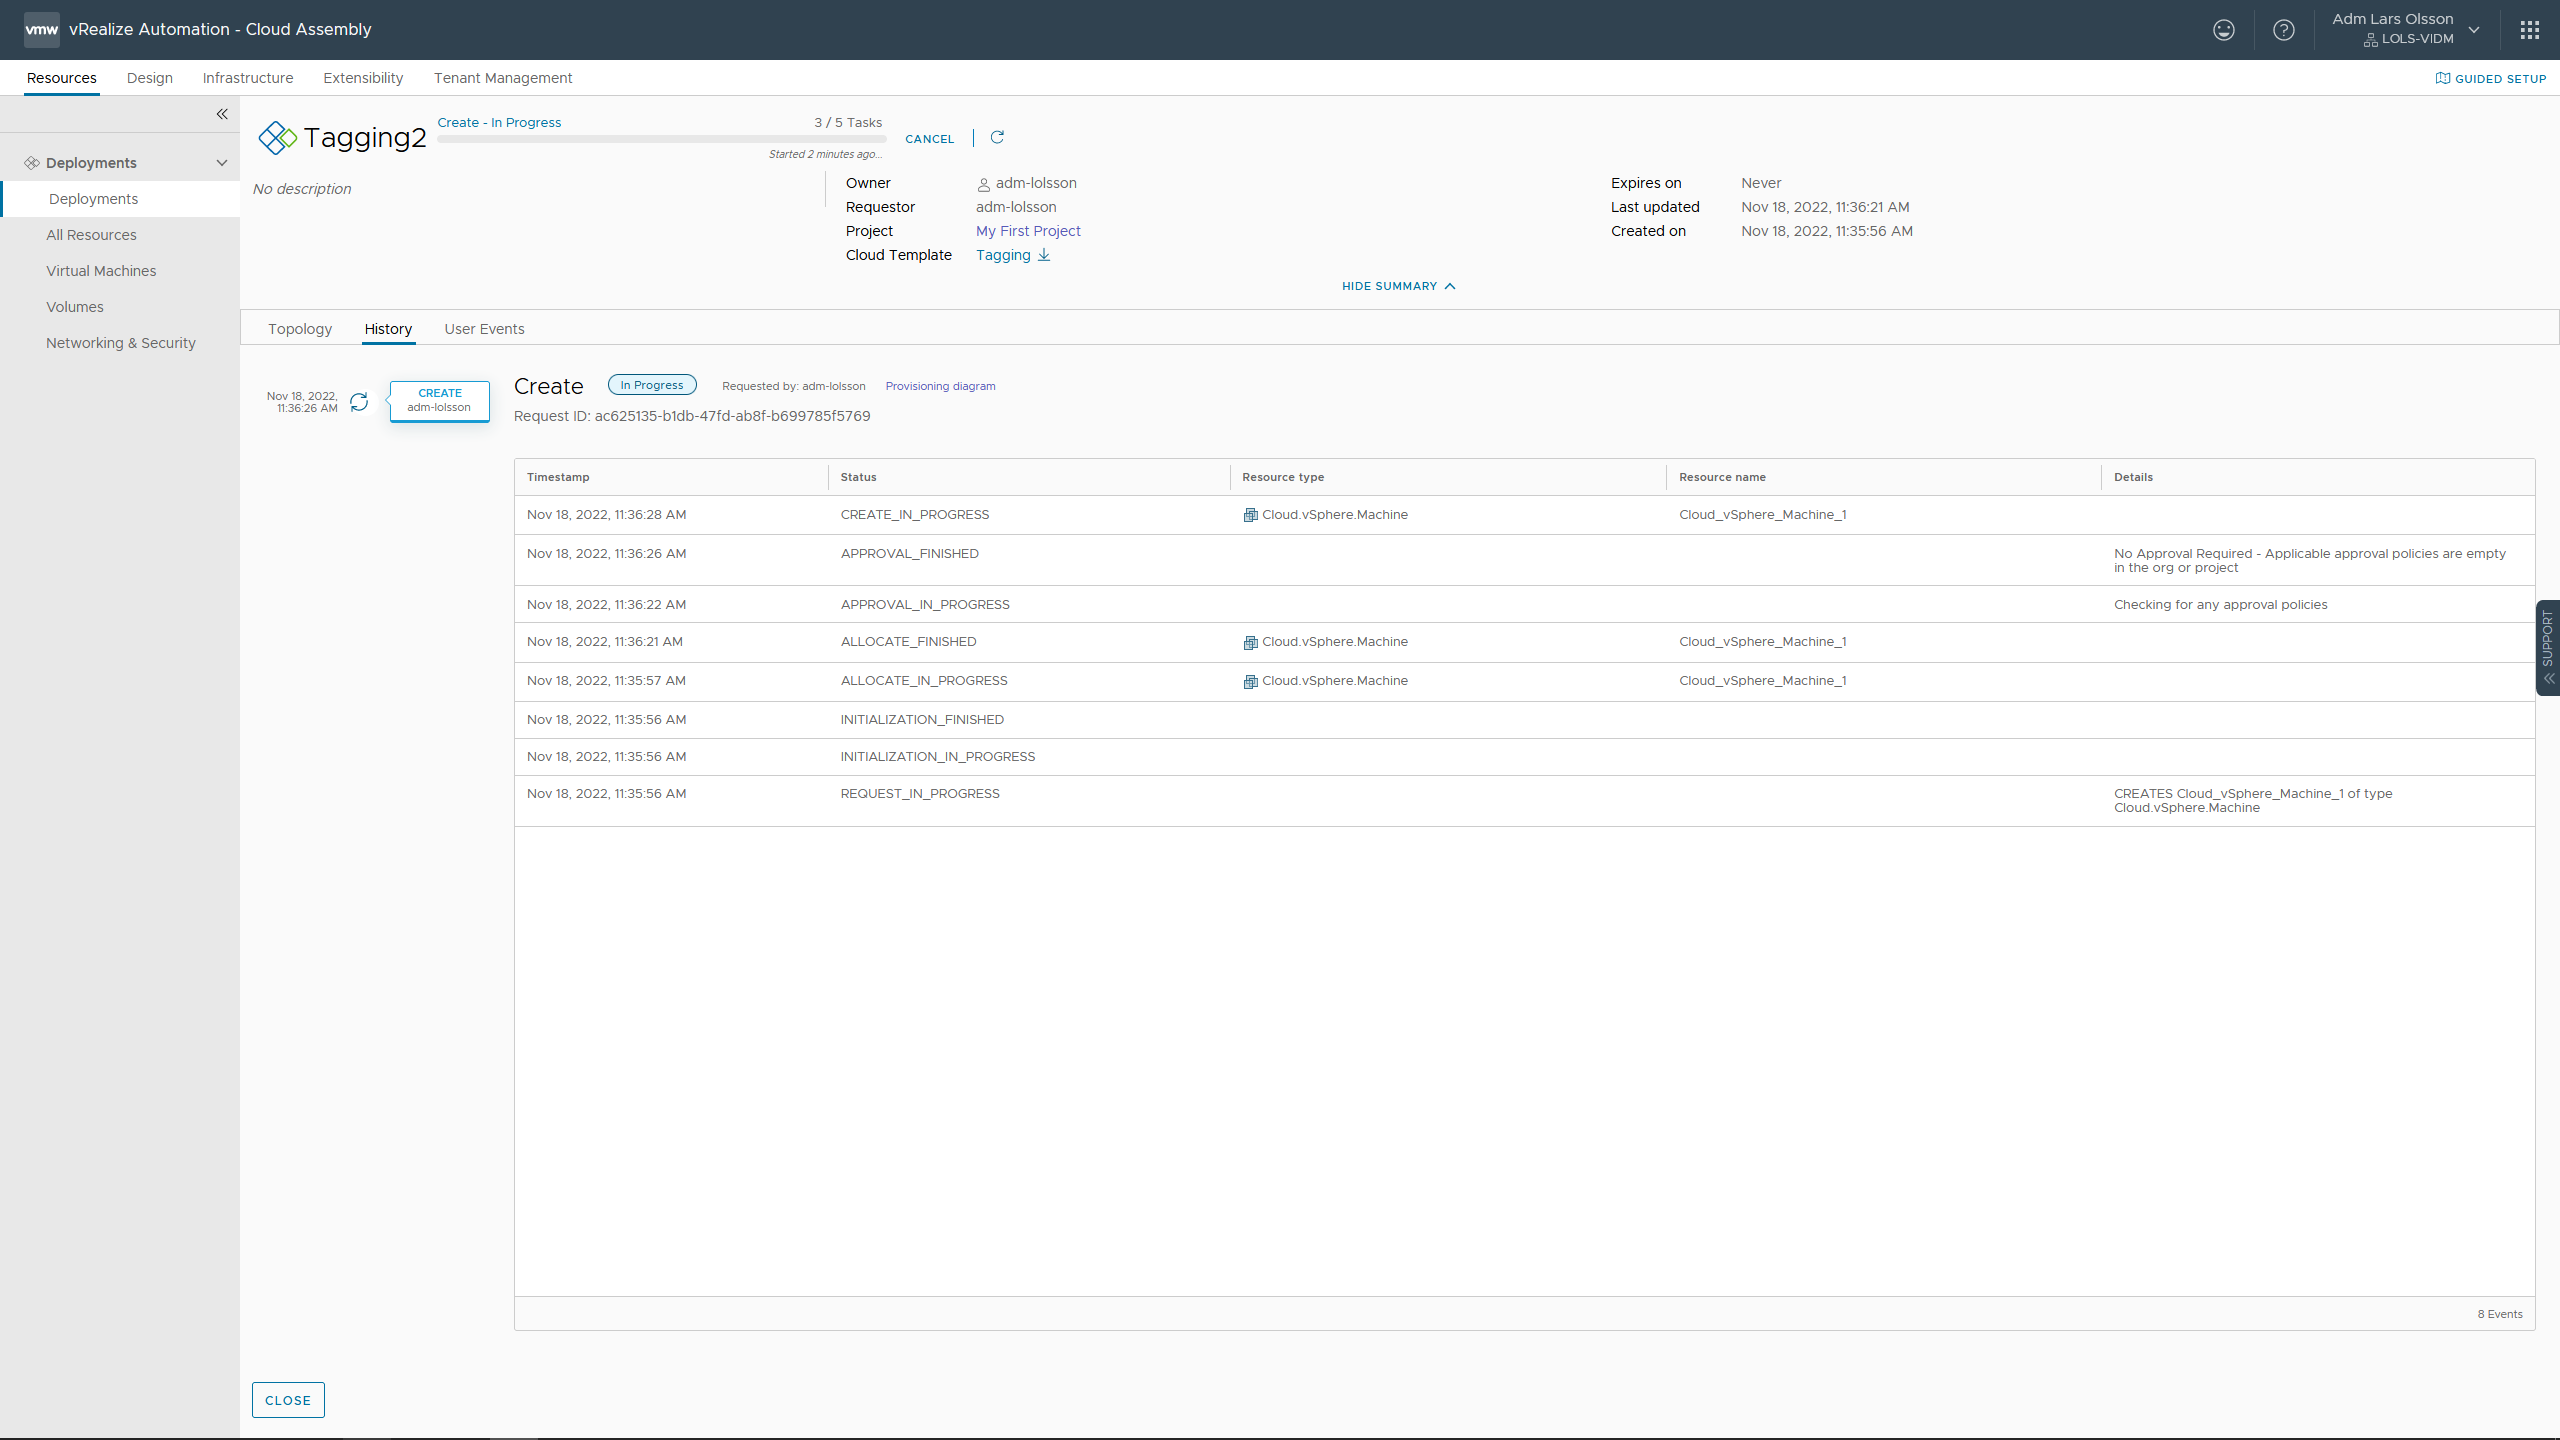 vmw vRealize Automation - Cloud Assembly
Adm Lars Olsson
LOLS-VIDM
Resources Design Infrastructure Extensibility Tenant Management
GUIDED SETUP
Deployments
Deployments
All Resources
Virtual Machines
Volumes
Networking & Security
Tagging2
Create - In Progress 3 / 5 Tasks
Started 2 minutes ago...
CANCEL
No description
Owner adm-lolsson
Requestor adm-lolsson
Project My First Project
Cloud Template Tagging
Expires on Never
Last updated Nov 18, 2022, 11:36:21 AM
Created on Nov 18, 2022, 11:35:56 AM
HIDE SUMMARY
Topology History User Events
Nov 18, 2022,
11:36:26 AM
CREATE
adm-lolsson
Create In Progress Requested by: adm-lolsson Provisioning diagram
Request ID: ac625135-b1db-47fd-ab8f-b699785f5769
Timestamp Status Resource type Resource name Details
Nov 18, 2022, 11:36:28 AM CREATE_IN_PROGRESS Cloud.vSphere.Machine Cloud_vSphere_Machine_1
Nov 18, 2022, 11:36:26 AM APPROVAL_FINISHED No Approval Required - Applicable approval policies are empty
in the org or project
Nov 18, 2022, 11:36:22 AM APPROVAL_IN_PROGRESS Checking for any approval policies
Nov 18, 2022, 11:36:21 AM ALLOCATE_FINISHED Cloud.vSphere.Machine Cloud_vSphere_Machine_1
Nov 18, 2022, 11:35:57 AM ALLOCATE_IN_PROGRESS Cloud.vSphere.Machine Cloud_vSphere_Machine_1
Nov 18, 2022, 11:35:56 AM INITIALIZATION_FINISHED
Nov 18, 2022, 11:35:56 AM INITIALIZATION_IN_PROGRESS
Nov 18, 2022, 11:35:56 AM REQUEST_IN_PROGRESS CREATES Cloud_vSphere_Machine_1 of type
Cloud.vSphere.Machine
SUPPORT
8 Events
CLOSE